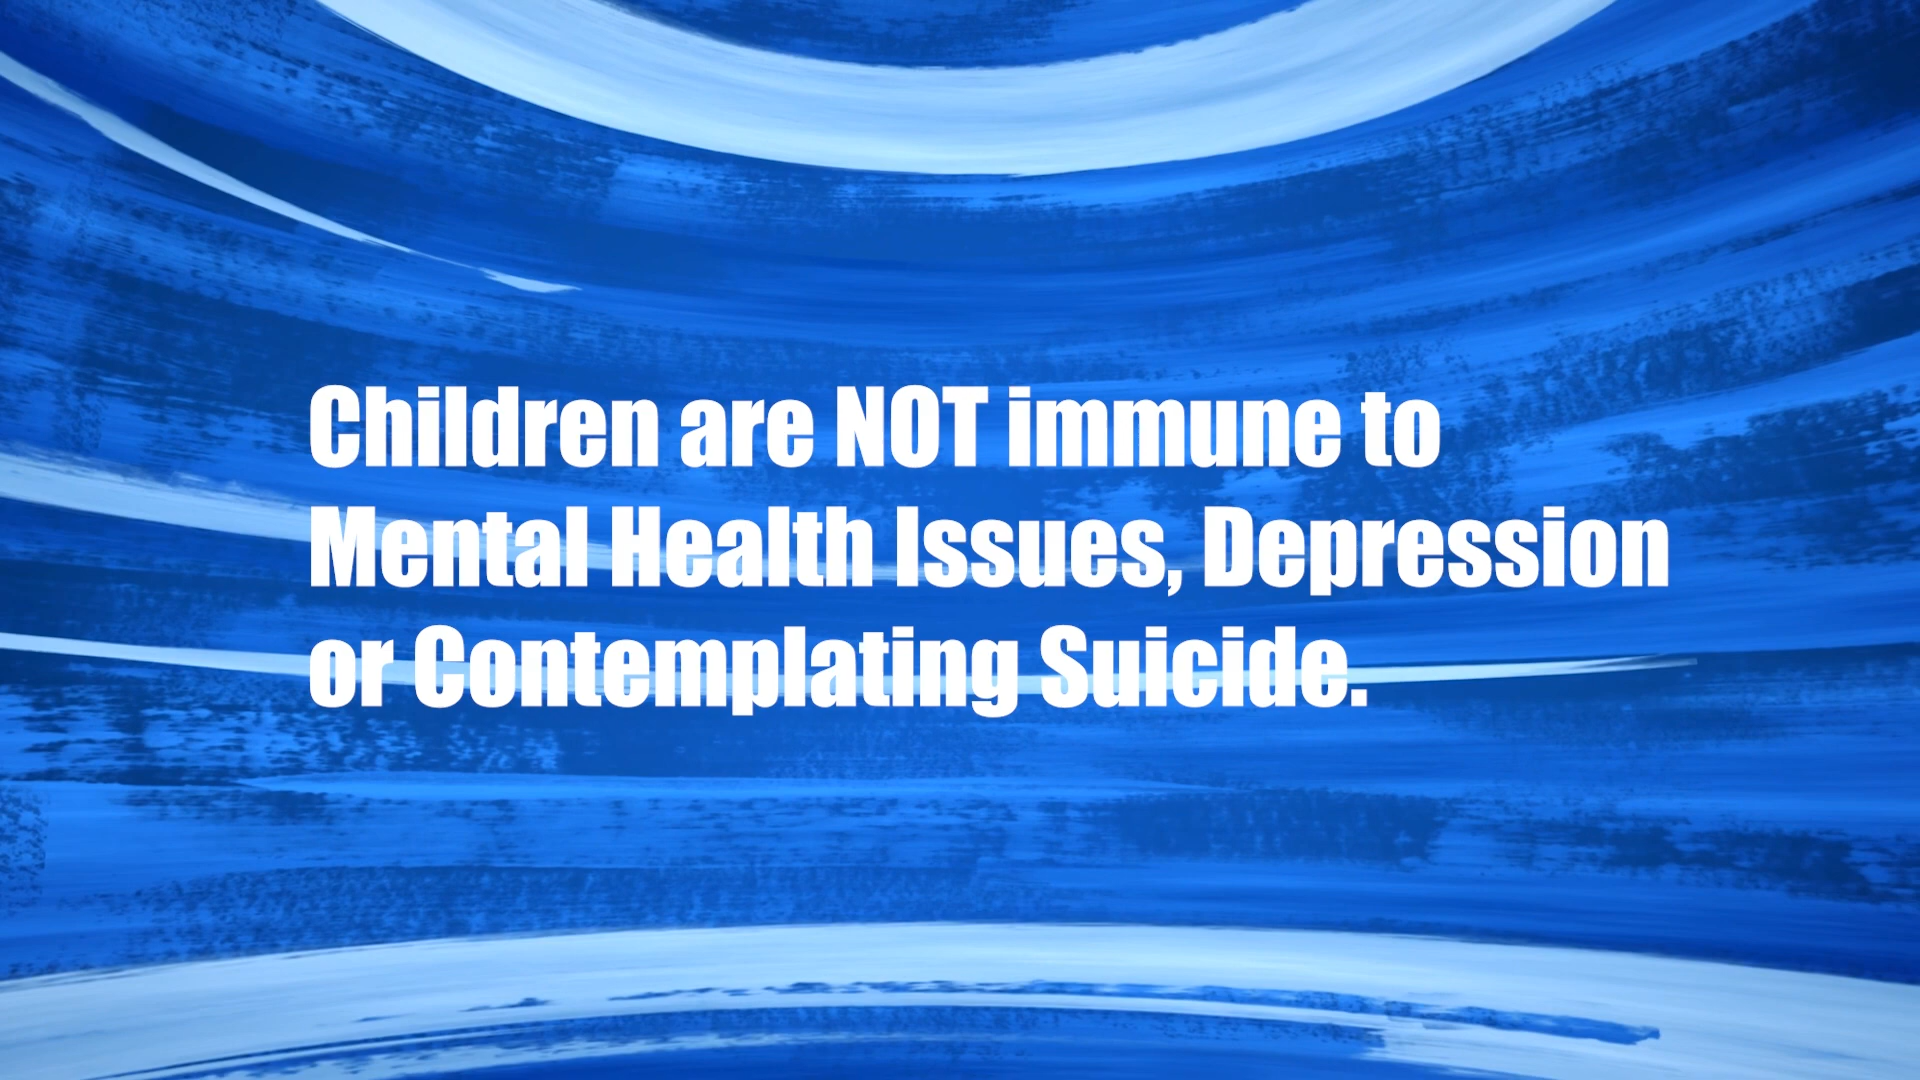 Children are NOT immune to
Mental Health Issues, Depression
or Contemplating Suicide.